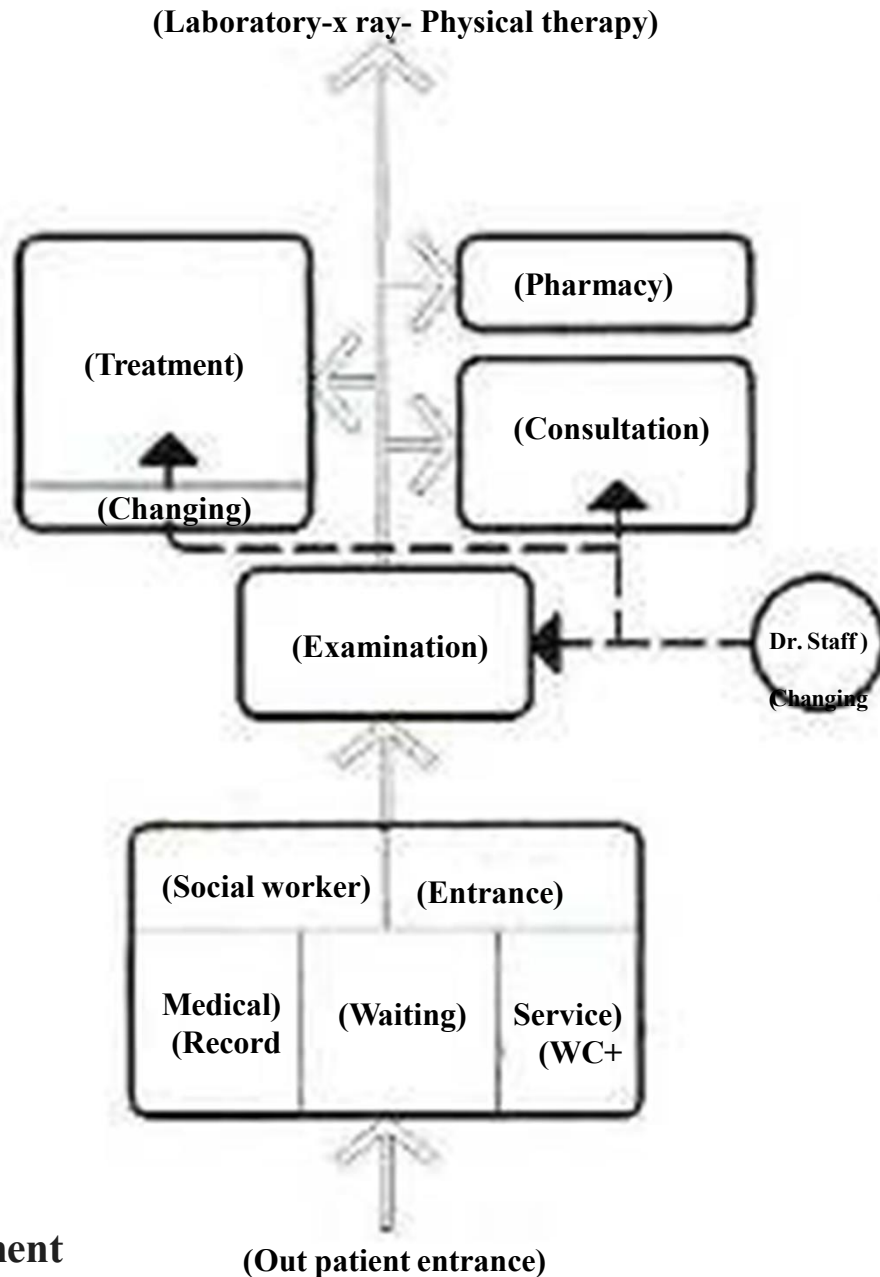 (Laboratory-x ray- Physical therapy)
(Pharmacy)
(Treatment)
(Consultation)
(Changing)
(Examination)
Dr. Staff)
(Changing
(Social worker)
(Entrance)
Medical)
(Record
(Waiting)
Service)
(WC+
(Out patient entrance)